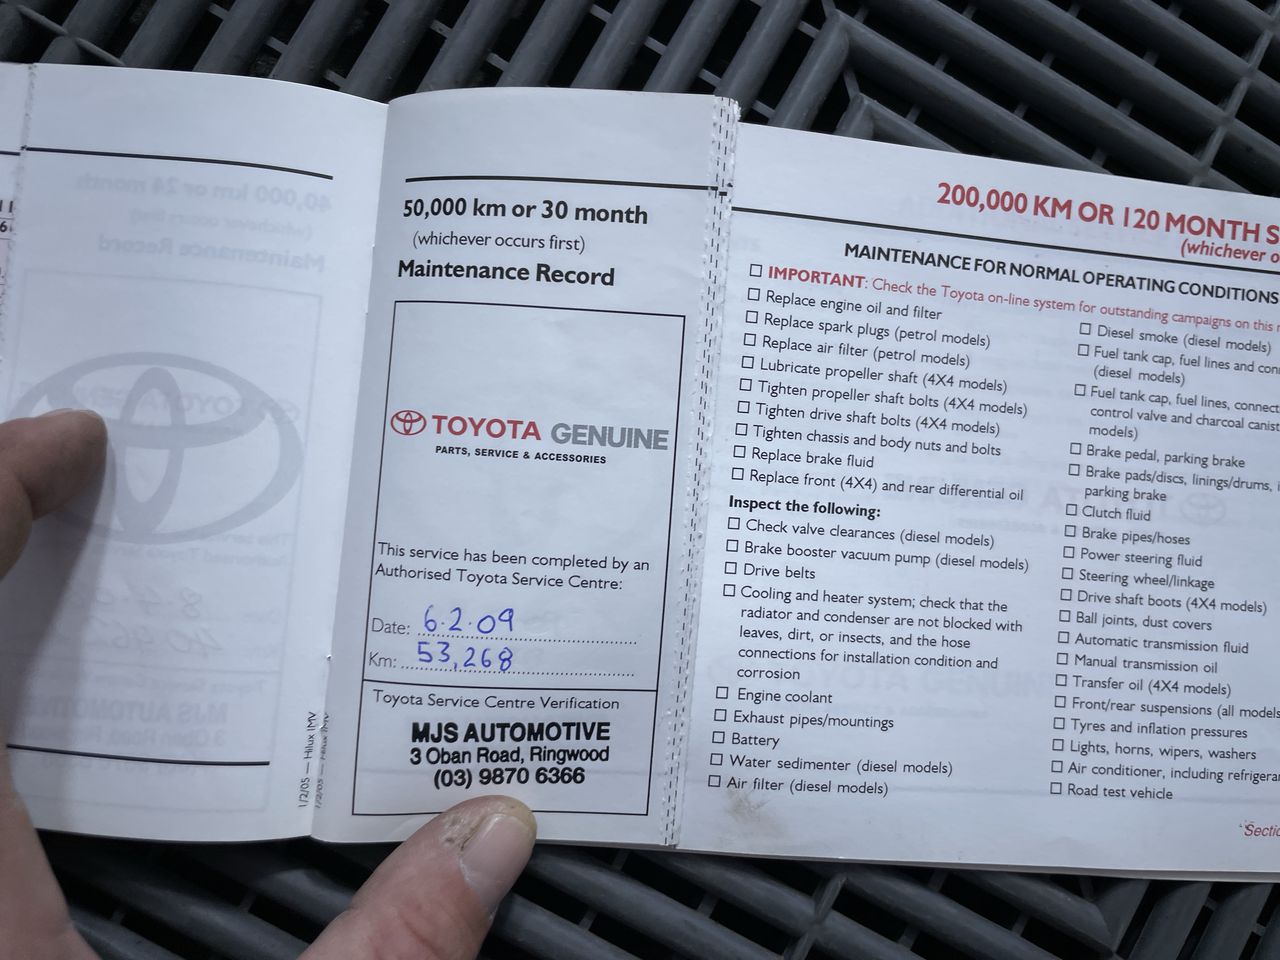 50,000 km or 30 month
(whichever occurs first)
Maintenance Record
TOYOTA GENUINE
PARTS, SERVICE & ACCESSORIES
This service has been completed by an
Authorised Toyota Service Centre:
Date: 6.2.09
Km: 53,268
Toyota Service Centre Verification
MJS AUTOMOTIVE
3 Oban Road, Ringwood
(03) 9870 6366
1/2/05 — Hilux IMV
200,000 KM OR 120 MONTH S
(whichever o
MAINTENANCE FOR NORMAL OPERATING CONDITIONS
IMPORTANT: Check the Toyota on-line system for outstanding campaigns on this
Replace engine oil and filter
Replace spark plugs (petrol models)
Replace air filter (petrol models)
Lubricate propeller shaft (4X4 models)
Tighten propeller shaft bolts (4X4 models)
Tighten drive shaft bolts (4X4 models)
Tighten chassis and body nuts and bolts
Replace brake fluid
Replace front (4X4) and rear differential oil
Inspect the following:
Check valve clearances (diesel models)
Brake booster vacuum pump (diesel models)
Drive belts
Cooling and heater system; check that the
radiator and condenser are not blocked with
leaves, dirt, or insects, and the hose
connections for installation condition and
corrosion
Engine coolant
Exhaust pipes/mountings
Battery
Water sedimenter (diesel models)
Air filter (diesel models)
Diesel smoke (diesel models)
Fuel tank cap, fuel lines and con
(diesel models)
Fuel tank cap, fuel lines, connect
control valve and charcoal canist
models)
Brake pedal, parking brake
Brake pads/discs, linings/drums, i
parking brake
Clutch fluid
Brake pipes/hoses
Power steering fluid
Steering wheel/linkage
Drive shaft boots (4X4 models)
Ball joints, dust covers
Automatic transmission fluid
Manual transmission oil
Transfer oil (4X4 models)
Front/rear suspensions (all models
Tyres and inflation pressures
Lights, horns, wipers, washers
Air conditioner, including refrigera
Road test vehicle
Sectio